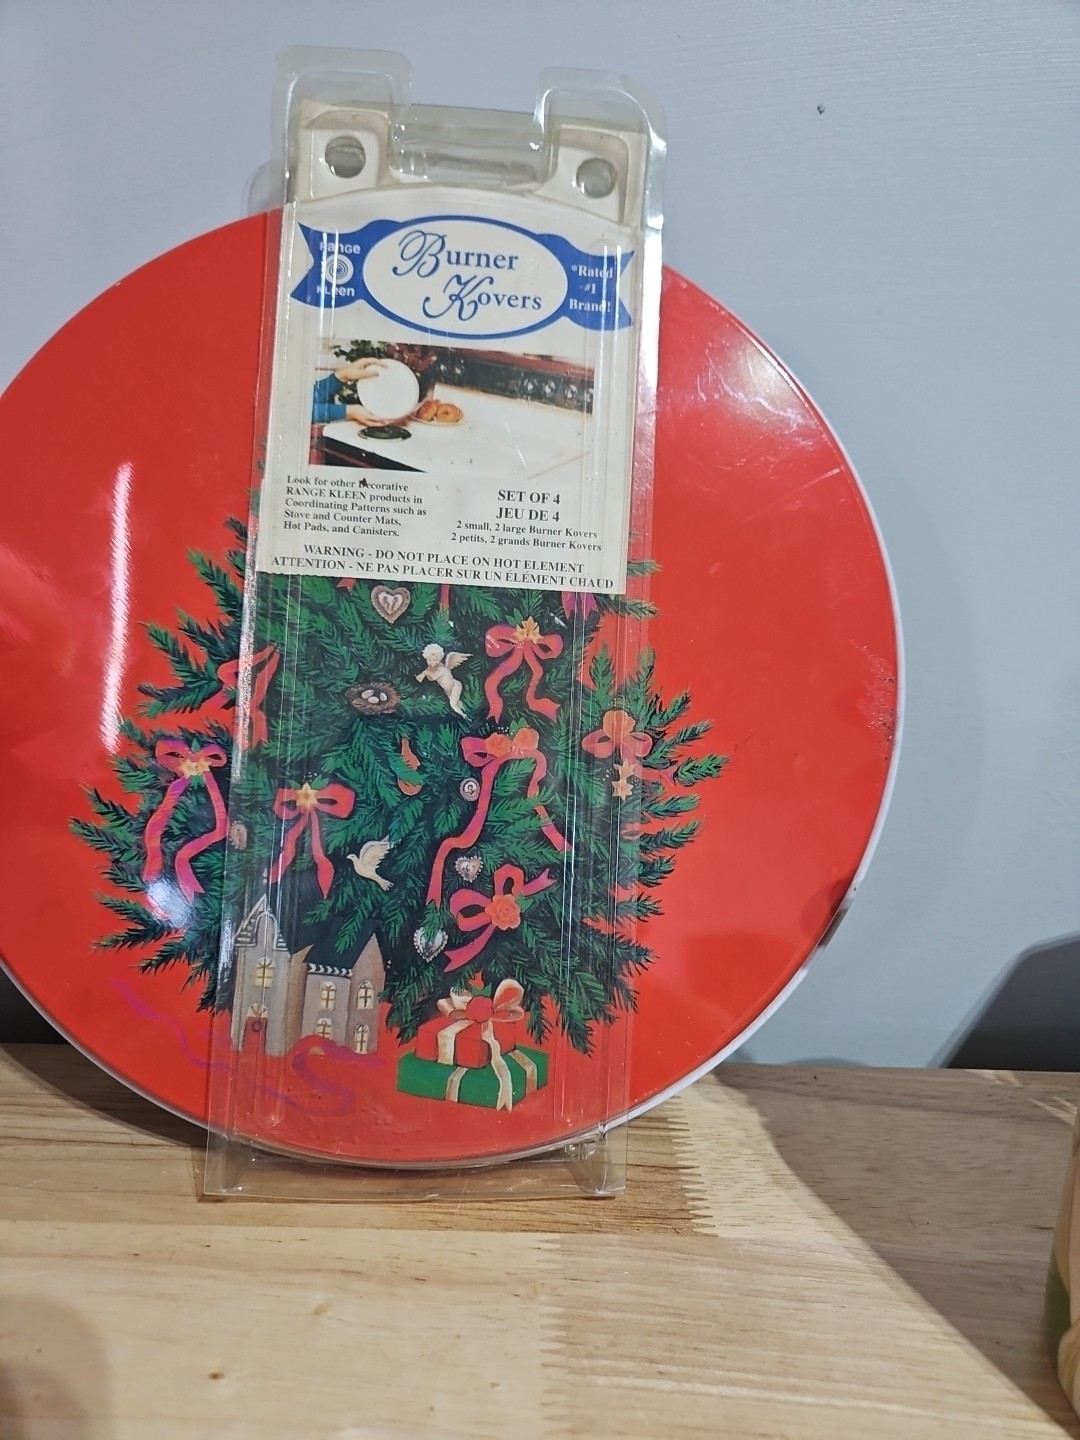 Range
Kleen
Burner
Kovers
*Rated
#1
Brand!
Look for other Decorative
RANGE KLEEN products in
Coordinating Patterns such as
Stove and Counter Mats,
Hot Pads, and Canisters.
SET OF 4
JEU DE 4
2 small, 2 large Burner Kovers
2 petits, 2 grands Burner Kovers
WARNING - DO NOT PLACE ON HOT ELEMENT
ATTENTION - NE PAS PLACER SUR UN ÉLÉMENT CHAUD